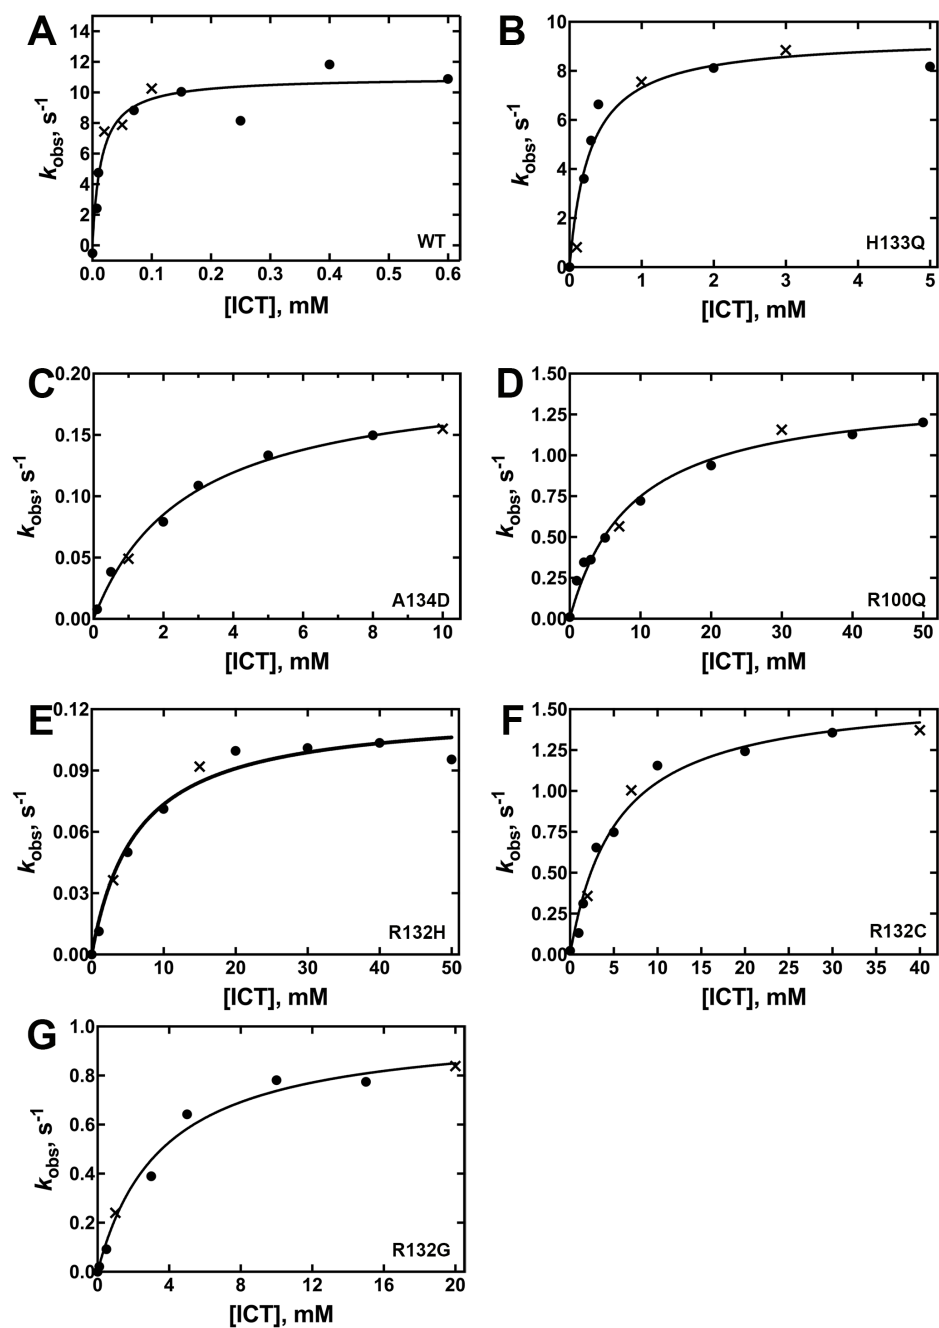 A
14
12
10
8
6
4
2
0
k_obs, s⁻¹
WT
0.0 0.1 0.2 0.3 0.4 0.5 0.6
[ICT], mM
B
10
8
6
4
2
0
k_obs, s⁻¹
H133Q
0 1 2 3 4 5
[ICT], mM
C
0.20
0.15
0.10
0.05
0.00
k_obs, s⁻¹
A134D
0 2 4 6 8 10
[ICT], mM
D
1.50
1.25
1.00
0.75
0.50
0.25
0.00
k_obs, s⁻¹
R100Q
0 10 20 30 40 50
[ICT], mM
E
0.12
0.09
0.06
0.03
0.00
k_obs, s⁻¹
R132H
0 10 20 30 40 50
[ICT], mM
F
1.50
1.25
1.00
0.75
0.50
0.25
0.00
k_obs, s⁻¹
R132C
0 5 10 15 20 25 30 35 40
[ICT], mM
G
1.0
0.8
0.6
0.4
0.2
0.0
k_obs, s⁻¹
R132G
0 4 8 12 16 20
[ICT], mM